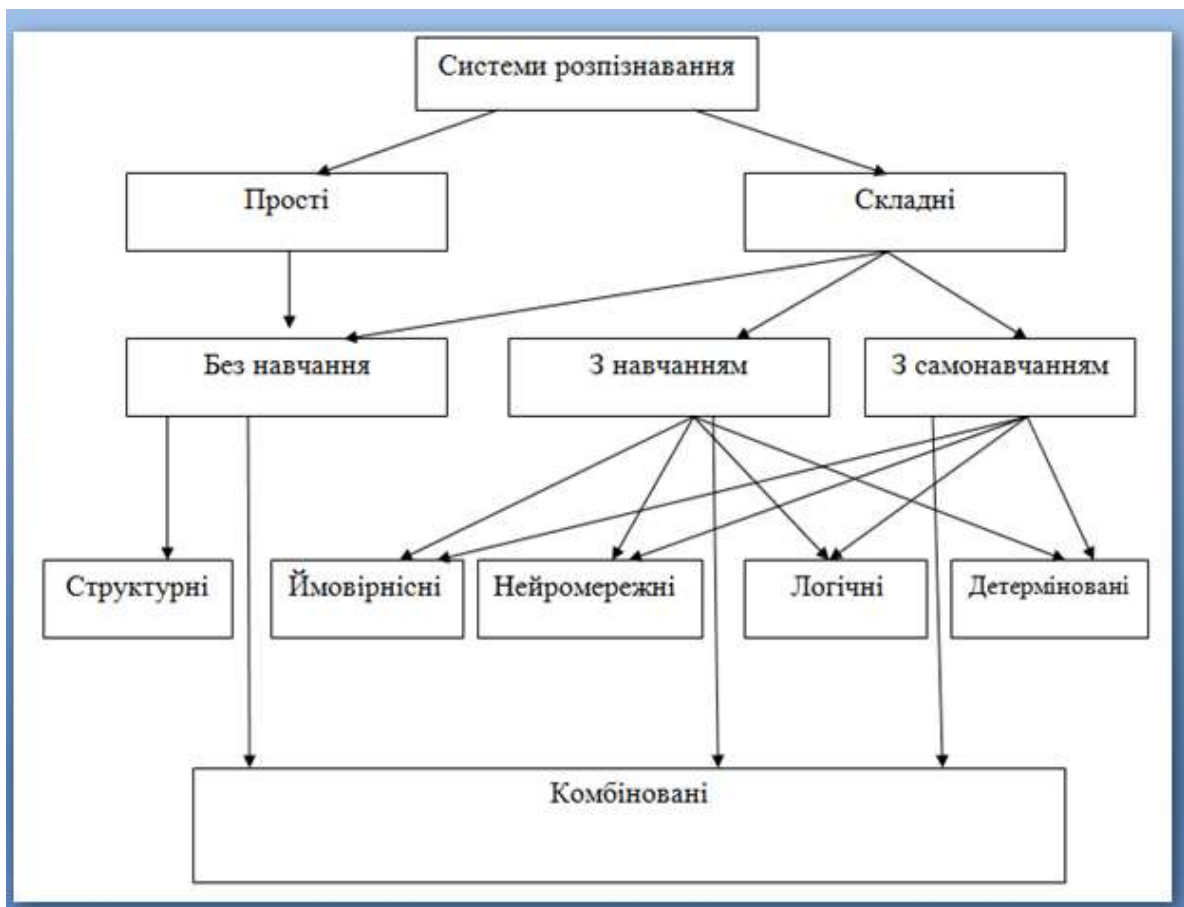 Системи розпізнавання
Прості
Складні
Без навчання
З навчанням
З самонавчанням
Структурні
Ймовірнісні
Нейромережні
Логічні
Детерміновані
Комбіновані